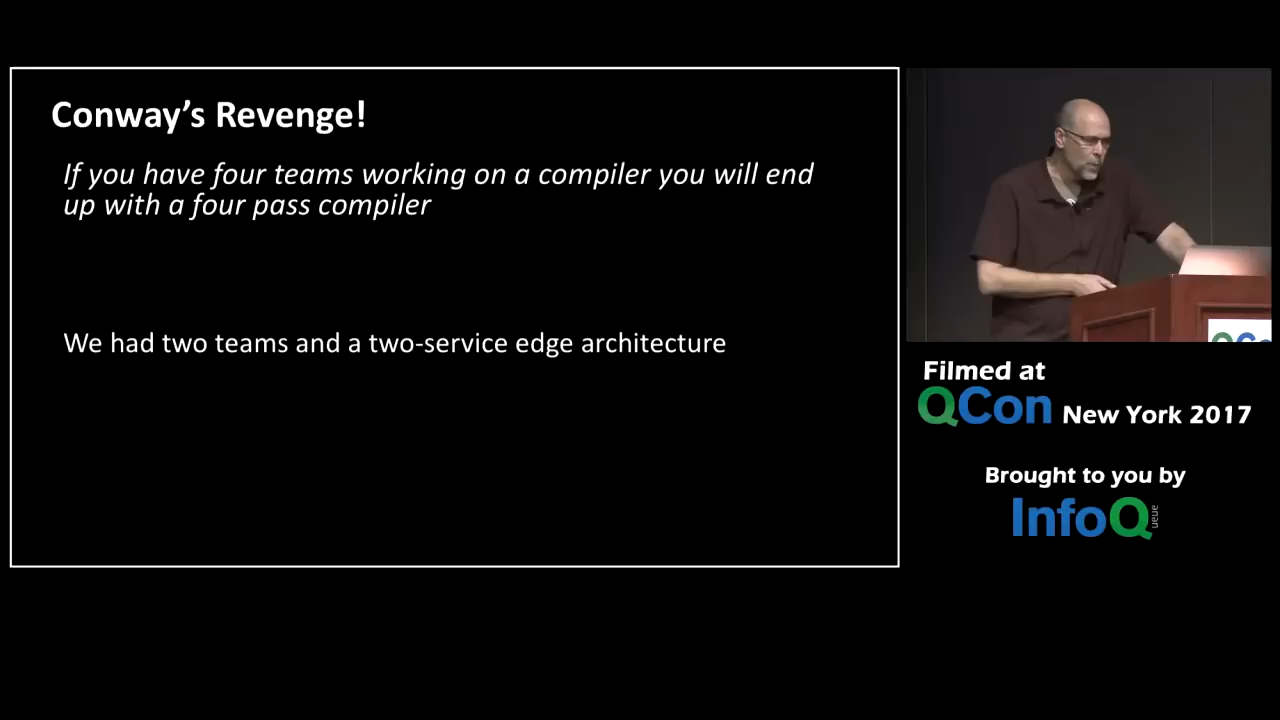 Conway’s Revenge!
If you have four teams working on a compiler you will end
up with a four pass compiler
We had two teams and a two-service edge architecture
Filmed at
QCon New York 2017
Brought to you by
InfoQ
ueue